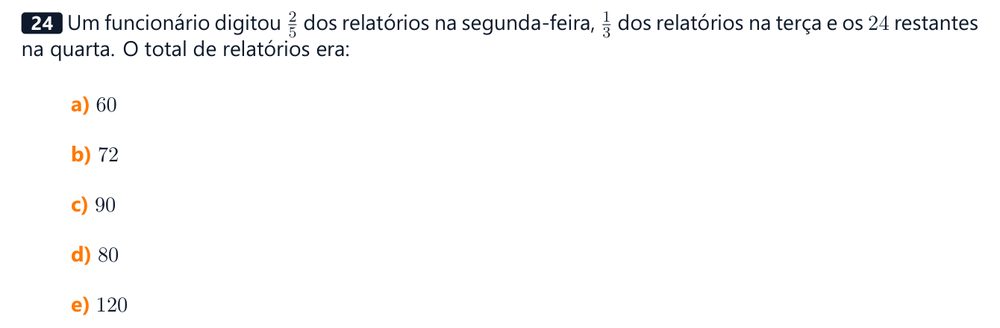 24 Um funcionário digitou 2/5 dos relatórios na segunda-feira, 1/3 dos relatórios na terça e os 24 restantes
na quarta. O total de relatórios era:
a) 60
b) 72
c) 90
d) 80
e) 120